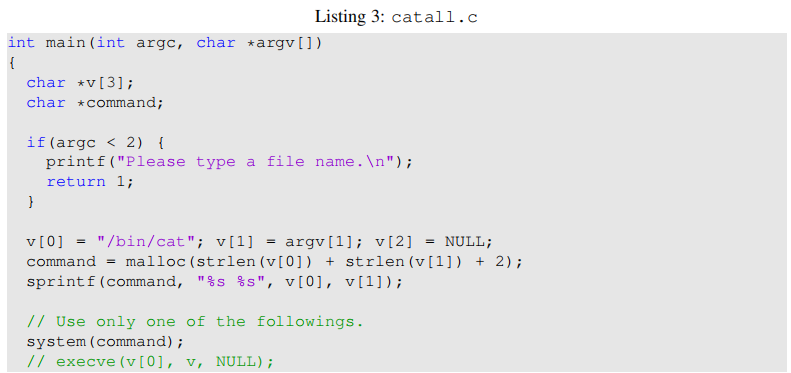 Listing 3: catall.c
int main(int argc, char *argv[])
{
char *v[3];
char *command;
if(argc < 2) {
printf("Please type a file name.\n");
return 1;
}
v[0] = "/bin/cat"; v[1] = argv[1]; v[2] = NULL;
command = malloc(strlen(v[0]) + strlen(v[1]) + 2);
sprintf(command, "%s %s", v[0], v[1]);
// Use only one of the followings.
system(command);
// execve(v[0], v, NULL);